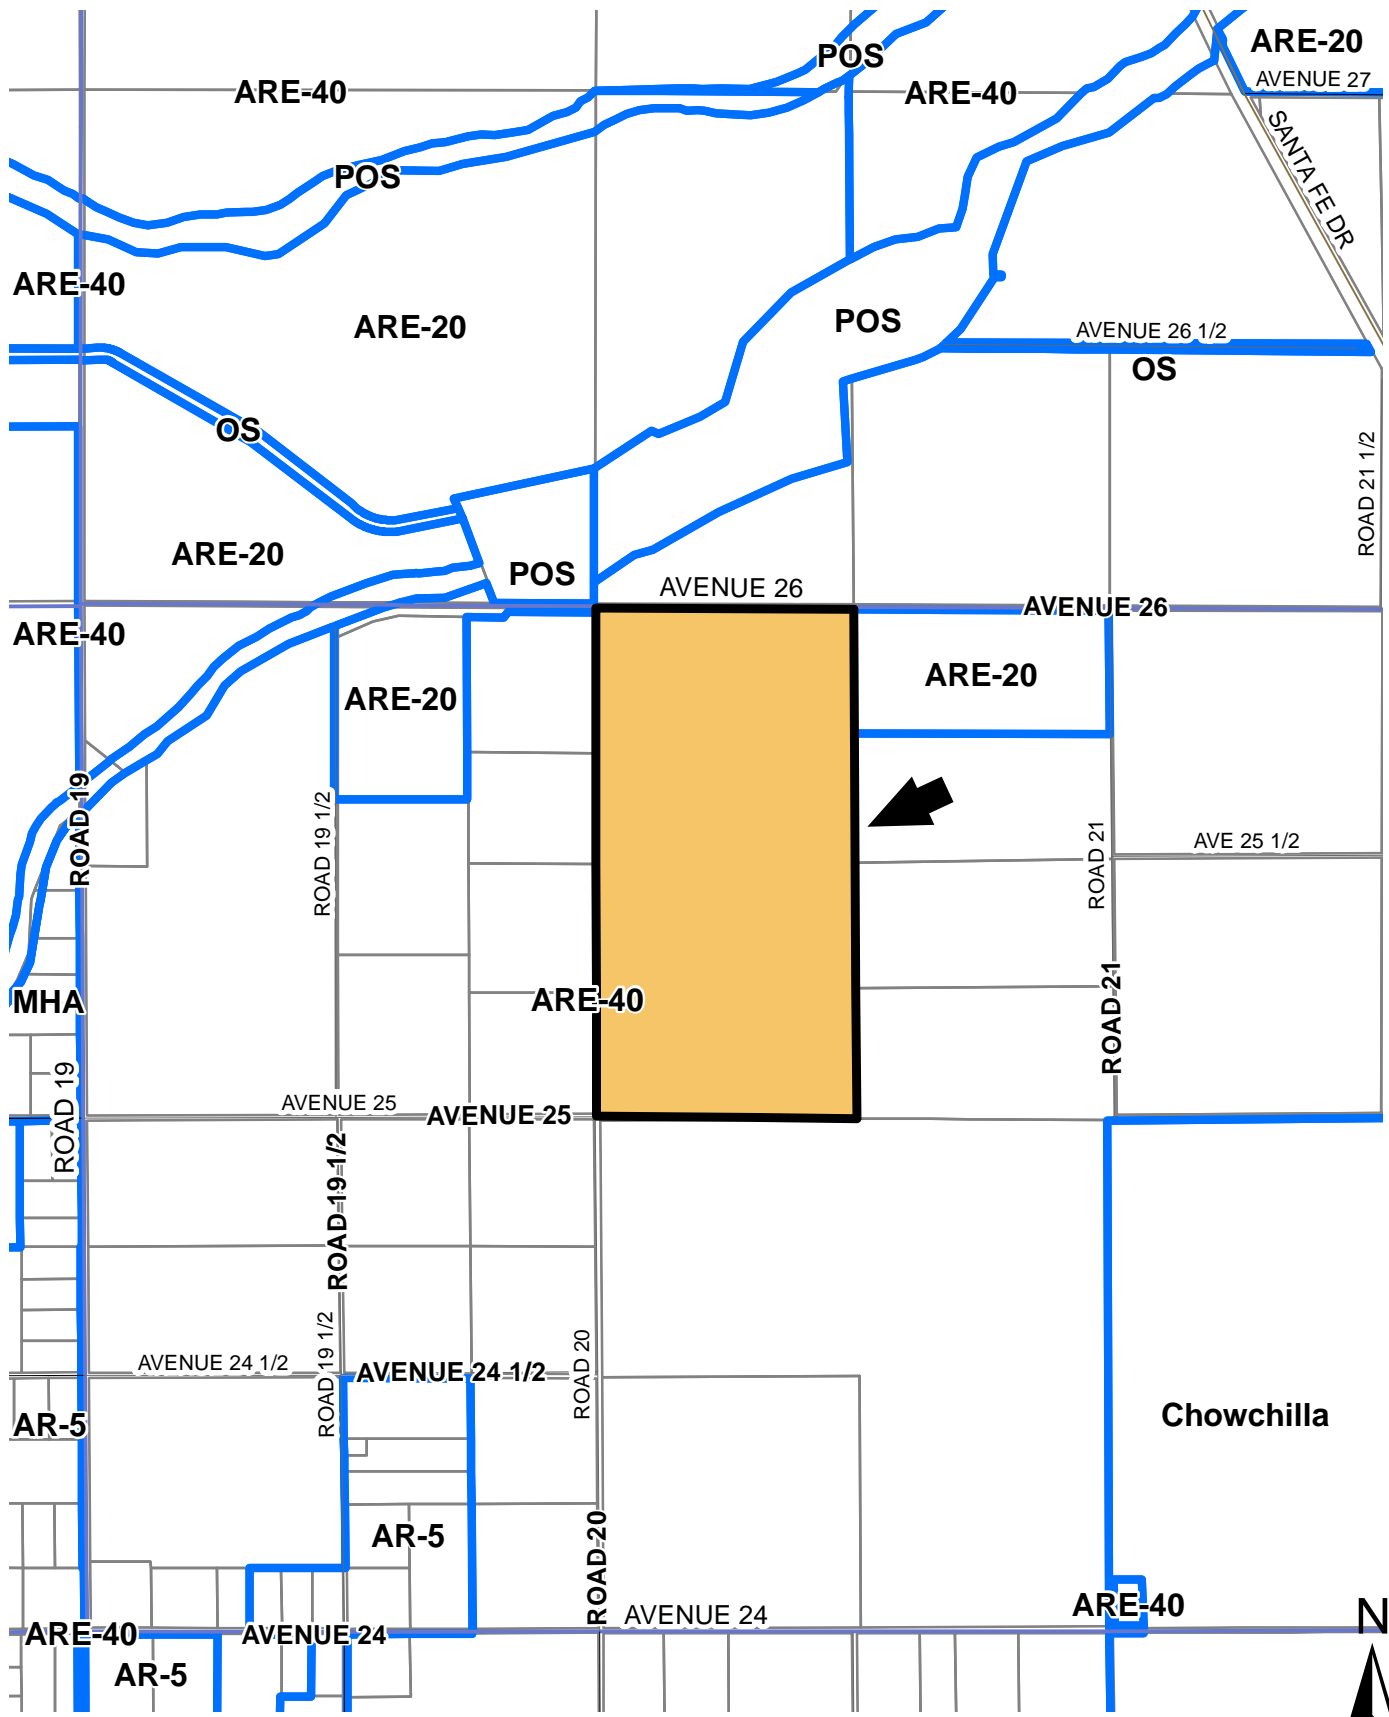 ARE-20
POS
AVENUE 27
ARE-40
ARE-40
SANTA FE DR
POS
ARE-40
ARE-20
POS
AVENUE 26 1/2
OS
OS
ROAD 21 1/2
ARE-20
POS
AVENUE 26
AVENUE 26
ARE-40
ARE-20
ARE-20
ROAD 19
ROAD 19 1/2
ROAD 21
AVE 25 1/2
MHA
ARE-40
ROAD 21
ROAD 19
AVENUE 25
AVENUE 25
ROAD 19 1/2
ROAD 19 1/2
ROAD 20
AVENUE 24 1/2
AVENUE 24 1/2
AR-5
Chowchilla
AR-5
ROAD 20
ARE-40
AVENUE 24
N
ARE-40
AVENUE 24
AR-5